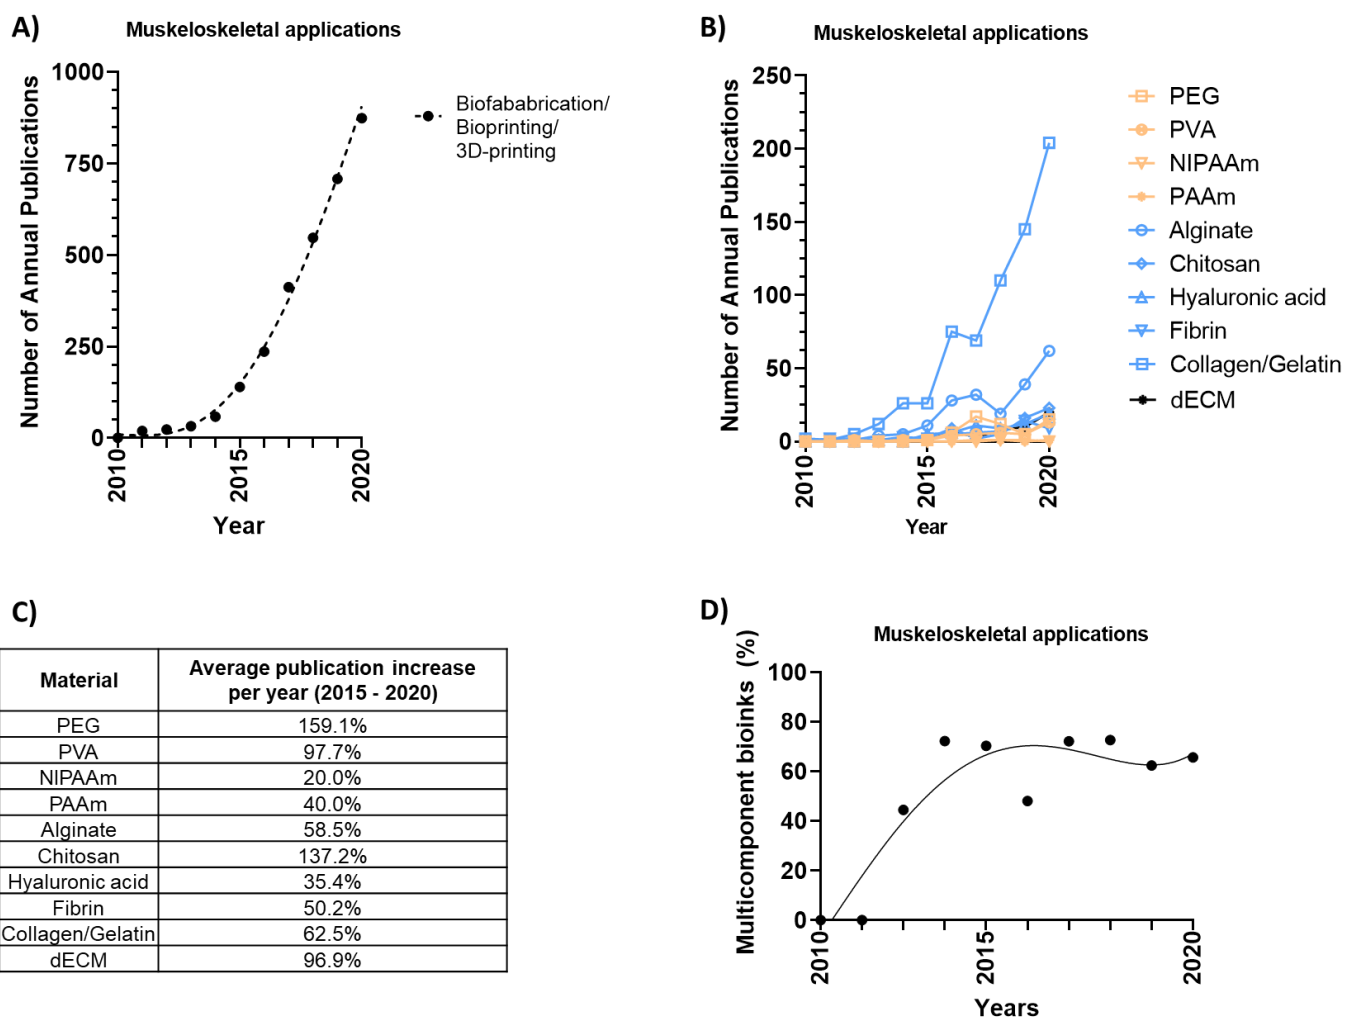 A)
Muskeloskeletal applications
Number of Annual Publications
1000
750
500
250
0
2010
2015
2020
Year
Biofababrication/
Bioprinting/
3D-printing
B)
Muskeloskeletal applications
Number of Annual Publications
250
200
150
100
50
0
2010
2015
2020
Year
PEG
PVA
NIPAAm
PAAm
Alginate
Chitosan
Hyaluronic acid
Fibrin
Collagen/Gelatin
dECM
C)
Material
Average publication increase
per year (2015 - 2020)
PEG 159.1%
PVA 97.7%
NIPAAm 20.0%
PAAm 40.0%
Alginate 58.5%
Chitosan 137.2%
Hyaluronic acid 35.4%
Fibrin 50.2%
Collagen/Gelatin 62.5%
dECM 96.9%
D)
Muskeloskeletal applications
Multicomponent bioinks (%)
100
80
60
40
20
0
2010
2015
2020
Years